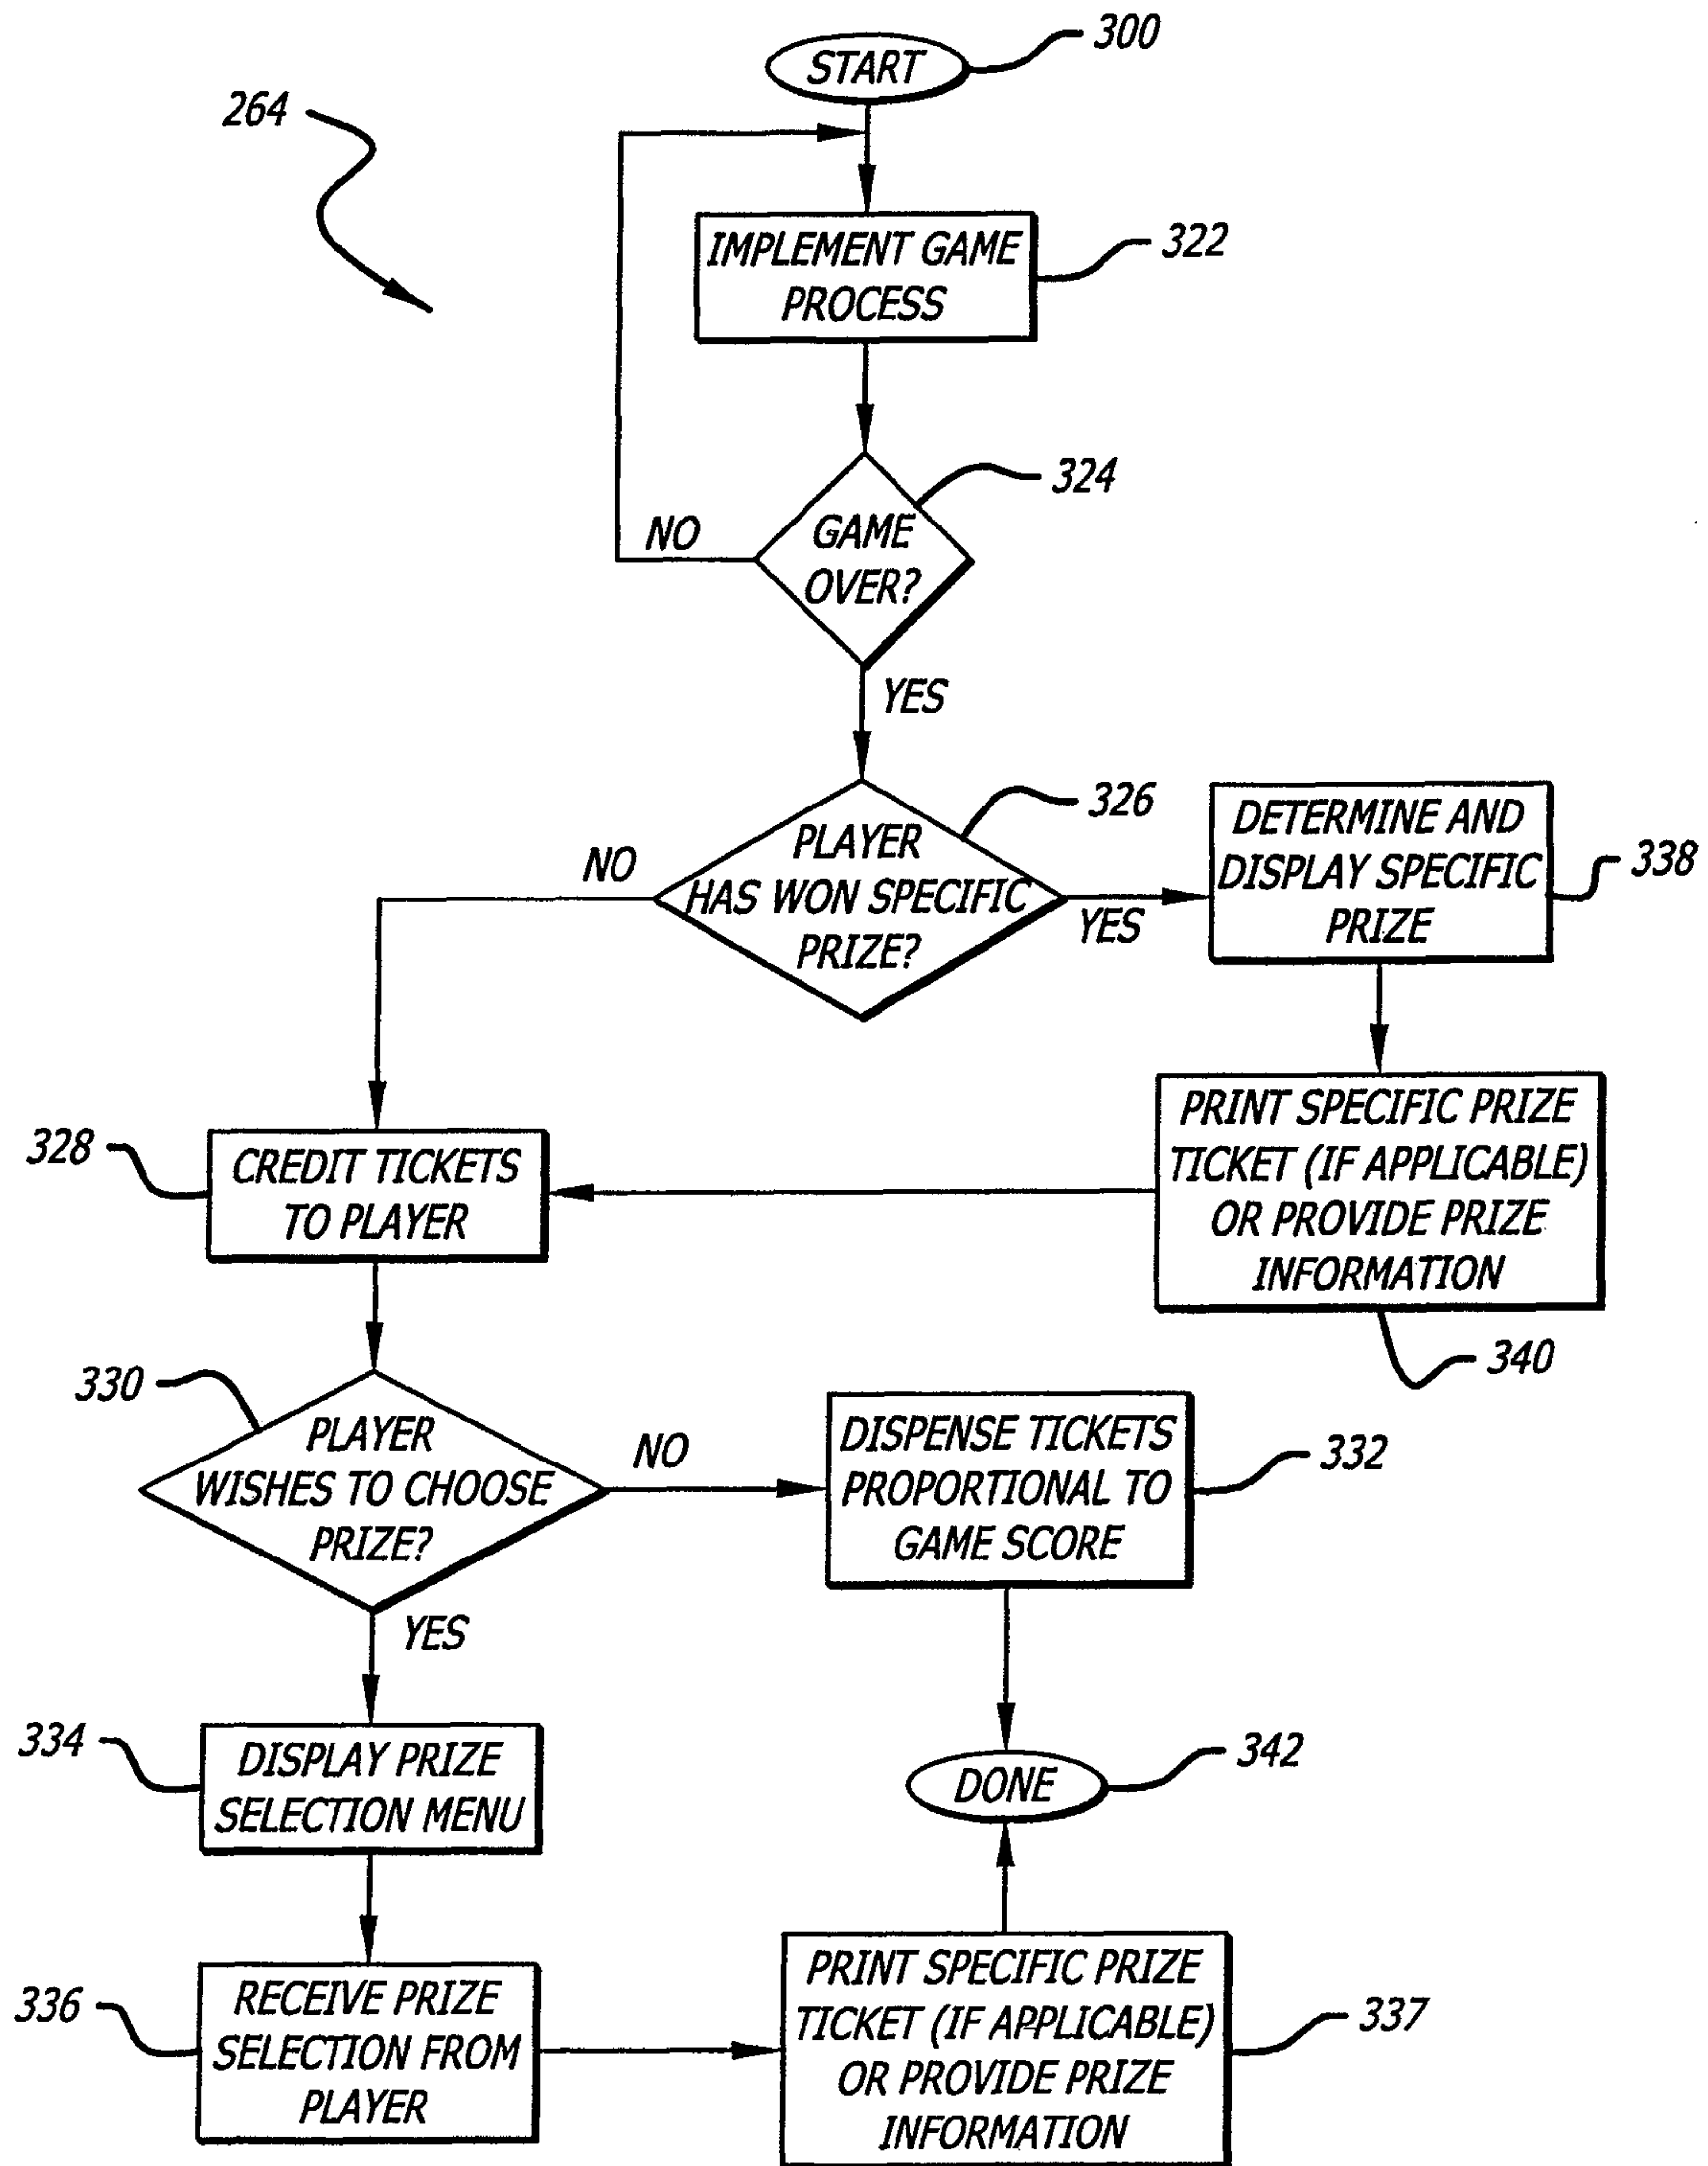 START
300
264
IMPLEMENT GAME
PROCESS
322
324
GAME
OVER?
NO
YES
326
PLAYER
HAS WON SPECIFIC
PRIZE?
NO
YES
DETERMINE AND
DISPLAY SPECIFIC
PRIZE
338
PRINT SPECIFIC PRIZE
TICKET (IF APPLICABLE)
OR PROVIDE PRIZE
INFORMATION
340
328
CREDIT TICKETS
TO PLAYER
330
PLAYER
WISHES TO CHOOSE
PRIZE?
NO
YES
DISPENSE TICKETS
PROPORTIONAL TO
GAME SCORE
332
334
DISPLAY PRIZE
SELECTION MENU
DONE
342
336
RECEIVE PRIZE
SELECTION FROM
PLAYER
PRINT SPECIFIC PRIZE
TICKET (IF APPLICABLE)
OR PROVIDE PRIZE
INFORMATION
337